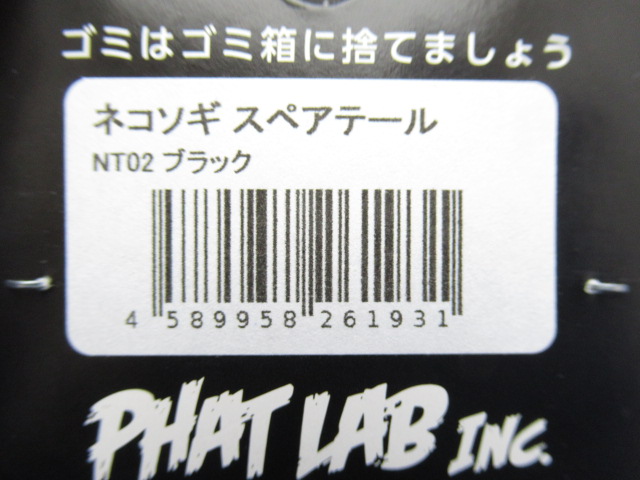 ゴミはゴミ箱に捨てましょう
ネコソギ スペアテール
NT02 ブラック
4 589958 261931
PHAT LAB INC.